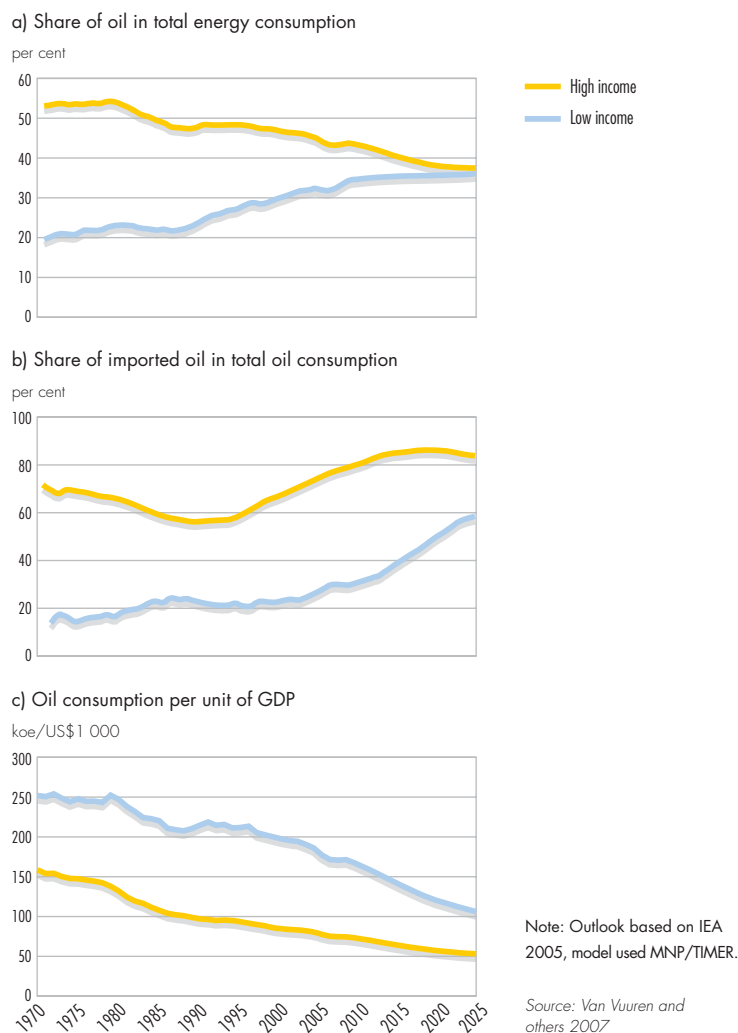 a) Share of oil in total energy consumption
per cent
60
50
40
30
20
10
0
High income
Low income
b) Share of imported oil in total oil consumption
per cent
100
80
60
40
20
0
c) Oil consumption per unit of GDP
koe/US$1 000
300
250
200
150
100
50
0
1970 1975 1980 1985 1990 1995 2000 2005 2010 2015 2020 2025
Note: Outlook based on IEA
2005, model used MNP/TIMER.
Source: Van Vuuren and
others 2007